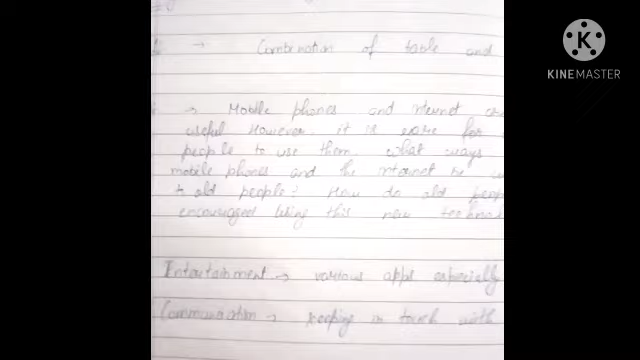 → Combination of table and
→ Mobile phones and internet are
useful However, it is rare for
people to use them. What ways
mobile phones and the internet be
to old people? How do old people
encouraged using this new technol
Entertainment → various apps especially
Communication → keeping in touch with
K
KINEMASTER